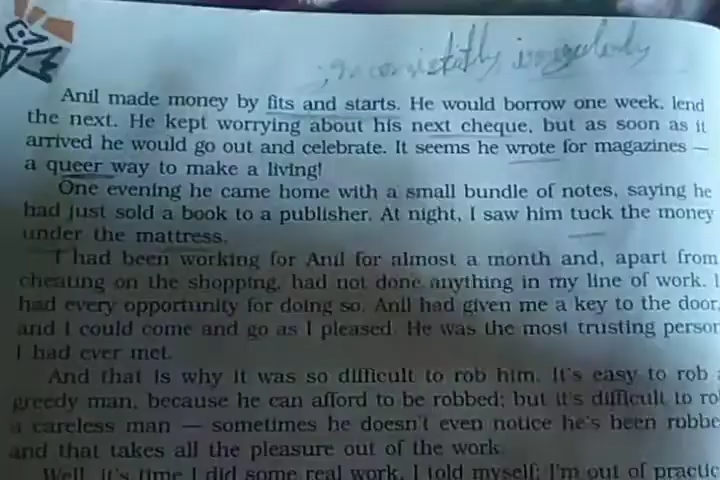 inconsistently, irregularly
Anil made money by fits and starts. He would borrow one week, lend
the next. He kept worrying about his next cheque, but as soon as it
arrived he would go out and celebrate. It seems he wrote for magazines —
a queer way to make a living!
One evening he came home with a small bundle of notes, saying he
had just sold a book to a publisher. At night, I saw him tuck the money
under the mattress.
I had been working for Anil for almost a month and, apart from
cheating on the shopping, had not done anything in my line of work. I
had every opportunity for doing so. Anil had given me a key to the door,
and I could come and go as I pleased. He was the most trusting person
I had ever met.
And that is why it was so difficult to rob him. It's easy to rob a
greedy man, because he can afford to be robbed; but it's difficult to ro
a careless man — sometimes he doesn't even notice he's been robbe
and that takes all the pleasure out of the work.
Well, it's time I did some real work, I told myself; I'm out of practic